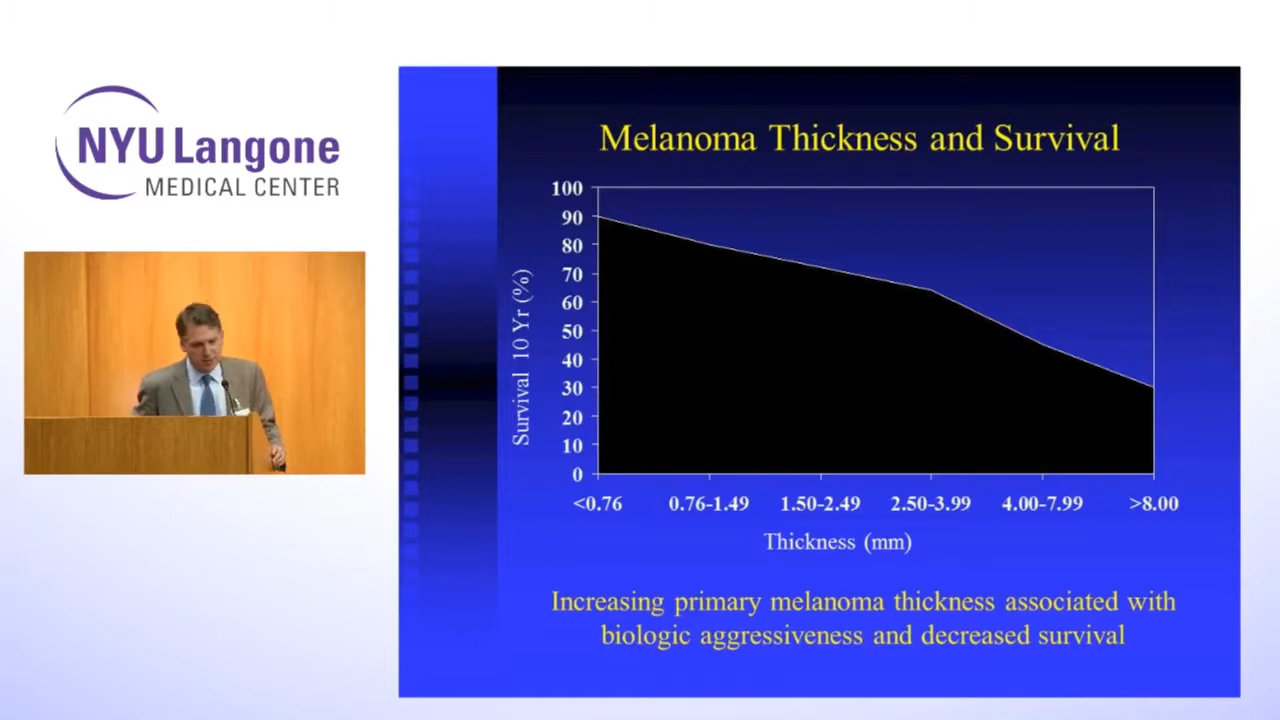 NYU Langone
MEDICAL CENTER
Melanoma Thickness and Survival
Survival 10 Yr (%)
100
90
80
70
60
50
40
30
20
10
0
<0.76 0.76-1.49 1.50-2.49 2.50-3.99 4.00-7.99 >8.00
Thickness (mm)
Increasing primary melanoma thickness associated with
biologic aggressiveness and decreased survival